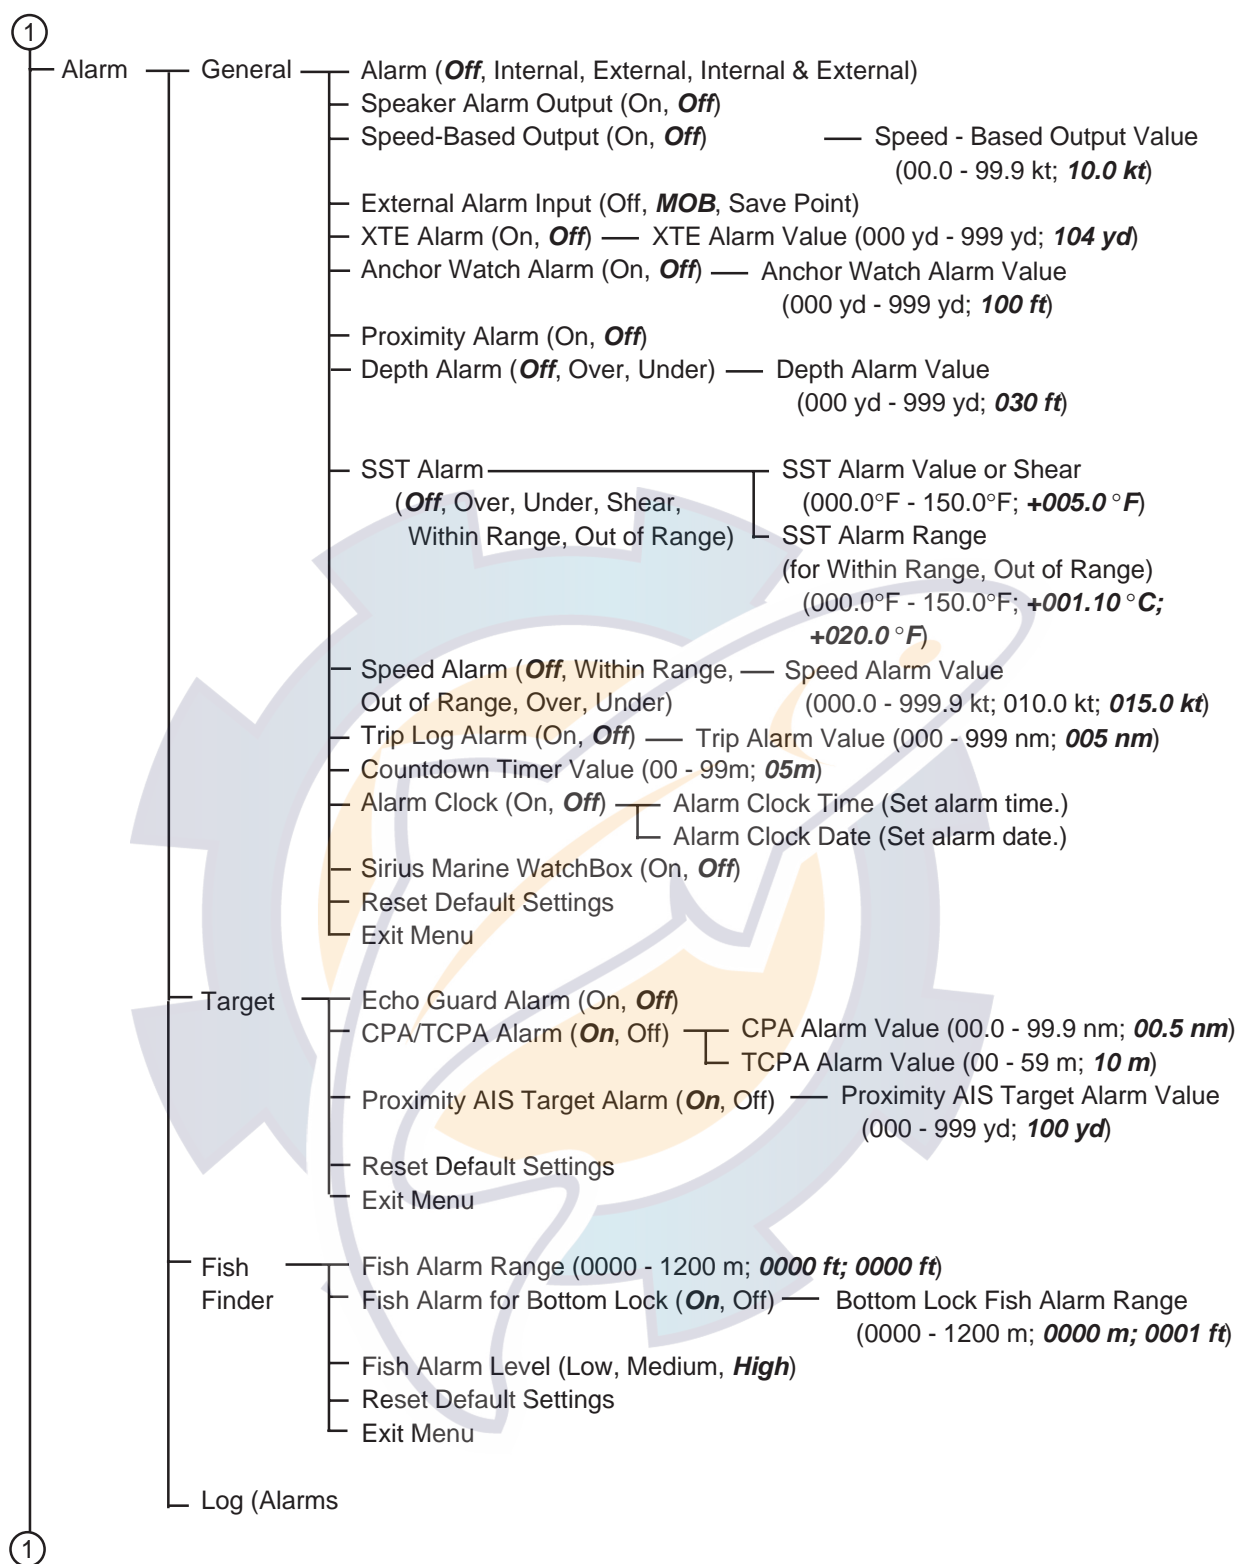 1
Alarm General Alarm (Off, Internal, External, Internal & External)
Speaker Alarm Output (On, Off)
Speed-Based Output (On, Off) Speed - Based Output Value
(00.0 - 99.9 kt; 10.0 kt)
External Alarm Input (Off, MOB, Save Point)
XTE Alarm (On, Off) XTE Alarm Value (000 yd - 999 yd; 104 yd)
Anchor Watch Alarm (On, Off) Anchor Watch Alarm Value
(000 yd - 999 yd; 100 ft)
Proximity Alarm (On, Off)
Depth Alarm (Off, Over, Under) Depth Alarm Value
(000 yd - 999 yd; 030 ft)
SST Alarm SST Alarm Value or Shear
(Off, Over, Under, Shear, (000.0°F - 150.0°F; +005.0 °F)
Within Range, Out of Range) SST Alarm Range
(for Within Range, Out of Range)
(000.0°F - 150.0°F; +001.10 °C;
+020.0 °F)
Speed Alarm (Off, Within Range, Speed Alarm Value
Out of Range, Over, Under) (000.0 - 999.9 kt; 010.0 kt; 015.0 kt)
Trip Log Alarm (On, Off) Trip Alarm Value (000 - 999 nm; 005 nm)
Countdown Timer Value (00 - 99m; 05m)
Alarm Clock (On, Off) Alarm Clock Time (Set alarm time.)
Alarm Clock Date (Set alarm date.)
Sirius Marine WatchBox (On, Off)
Reset Default Settings
Exit Menu
Target Echo Guard Alarm (On, Off)
CPA/TCPA Alarm (On, Off) CPA Alarm Value (00.0 - 99.9 nm; 00.5 nm)
TCPA Alarm Value (00 - 59 m; 10 m)
Proximity AIS Target Alarm (On, Off) Proximity AIS Target Alarm Value
(000 - 999 yd; 100 yd)
Reset Default Settings
Exit Menu
Fish Fish Alarm Range (0000 - 1200 m; 0000 ft; 0000 ft)
Finder Fish Alarm for Bottom Lock (On, Off) Bottom Lock Fish Alarm Range
(0000 - 1200 m; 0000 m; 0001 ft)
Fish Alarm Level (Low, Medium, High)
Reset Default Settings
Exit Menu
Log (Alarms
1